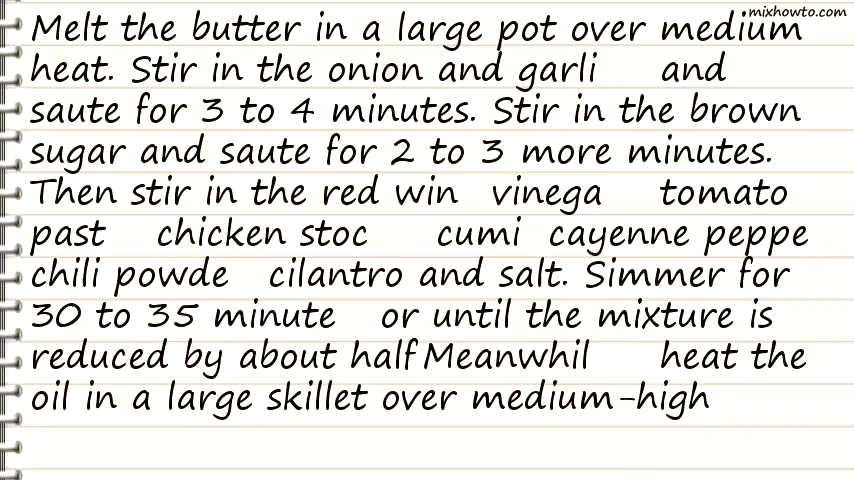 mixhowto.com
Melt the butter in a large pot over medium
heat. Stir in the onion and garli and
saute for 3 to 4 minutes. Stir in the brown
sugar and saute for 2 to 3 more minutes.
Then stir in the red win vinega tomato
past chicken stoc cumi cayenne peppe
chili powde cilantro and salt. Simmer for
30 to 35 minute or until the mixture is
reduced by about half Meanwhil heat the
oil in a large skillet over medium-high